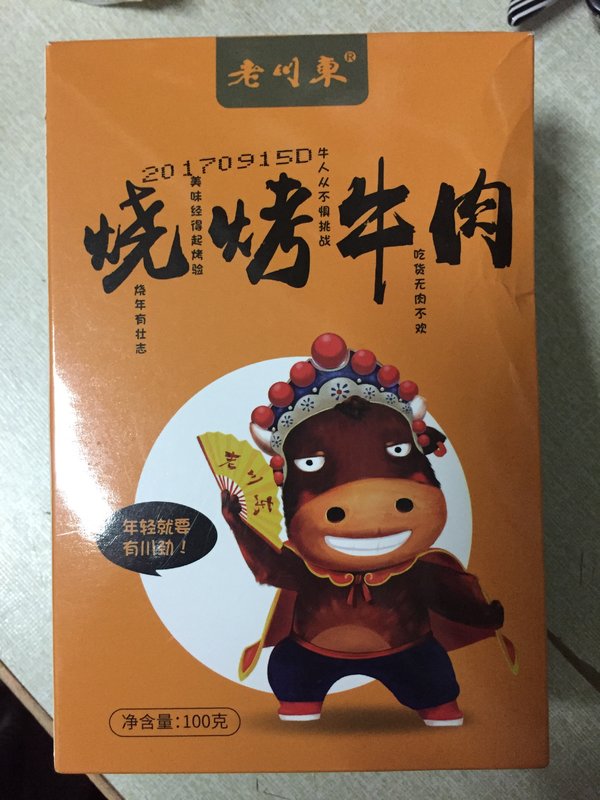 老川東®
20170915D
烧烤牛肉
烧年有壮志
美味经得起烤验
牛人从不惧挑战
吃货无肉不欢
年轻就要
有川劲！
净含量:100克